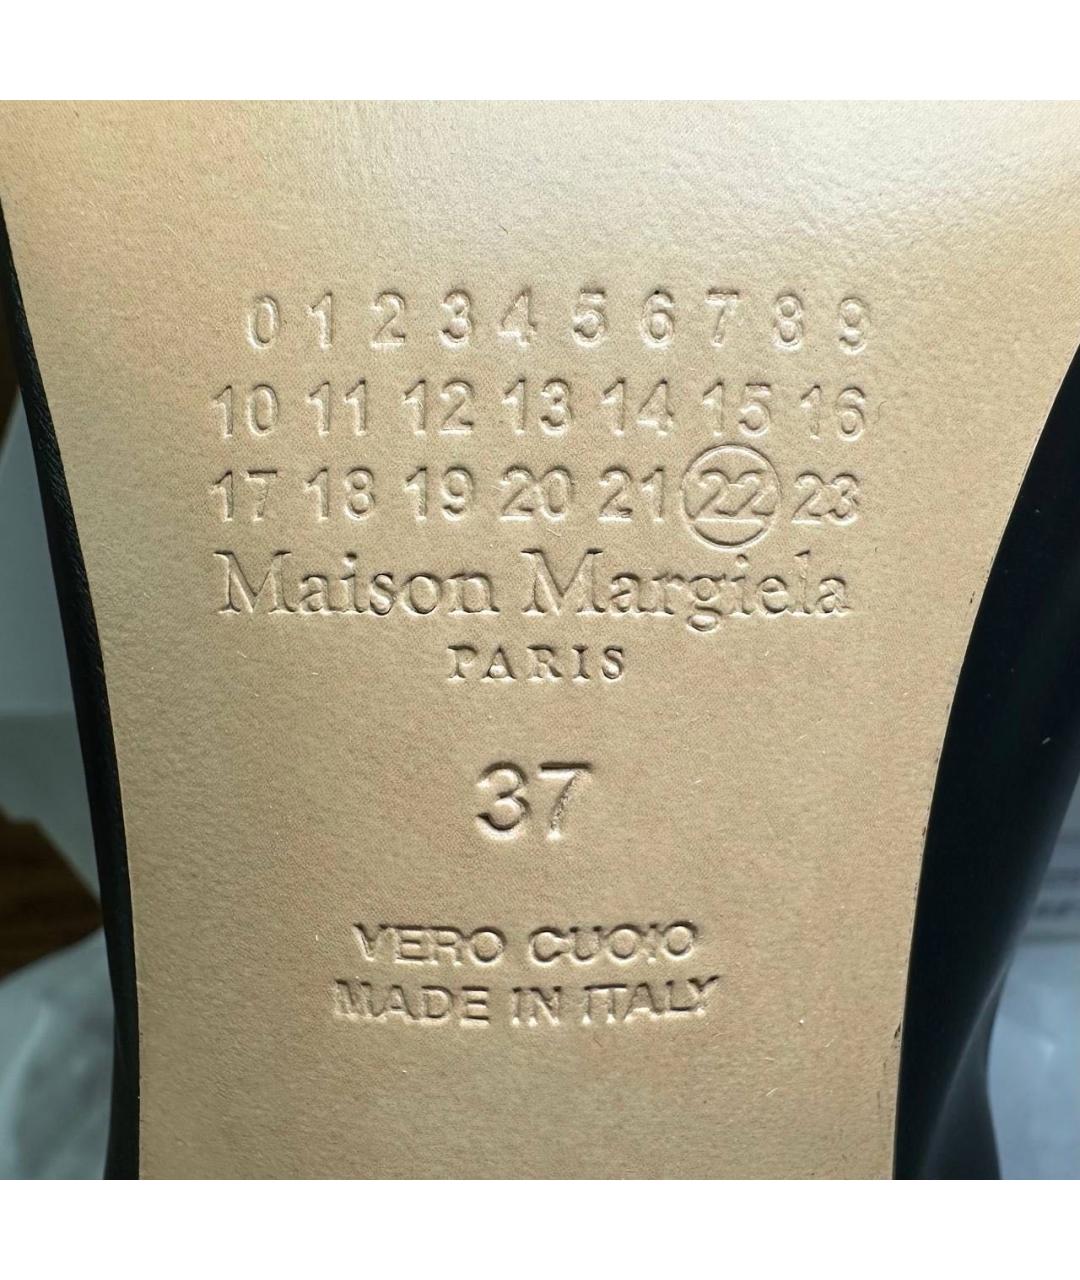 0 1 2 3 4 5 6 7 8 9
10 11 12 13 14 15 16
17 18 19 20 21 22 23
Maison Margiela
PARIS
37
VERO CUOIO
MADE IN ITALY